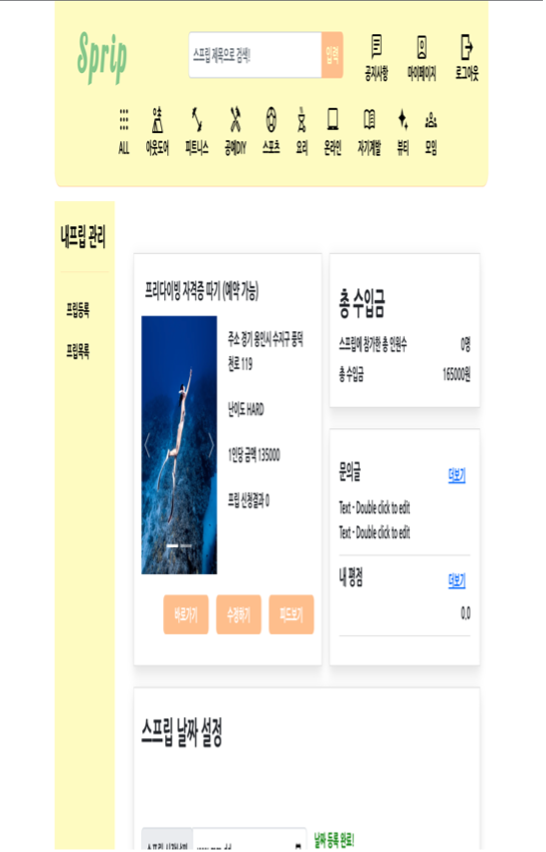 Sprip
스프립 제목으로 검색!
입력
공지사항
마이페이지
로그아웃
ALL
아웃도어
피트니스
공예DIY
스포츠
요리
온라인
자기계발
뷰티
모임
내프립 관리
프립등록
프립목록
프리다이빙 자격증 따기 (예약 가능)
주소 경기 용인시 수지구 풍덕
천로 119
난이도 HARD
1인당 금액 135000
프립 신청결과 0
바로가기
수정하기
피드보기
총 수입금
스프립에 참가한 총 인원수
0명
총 수입금
165000원
문의글
더보기
Text - Double click to edit
Text - Double click to edit
내 평점
더보기
0,0
스프립 날짜 설정
날짜 등록 완료!